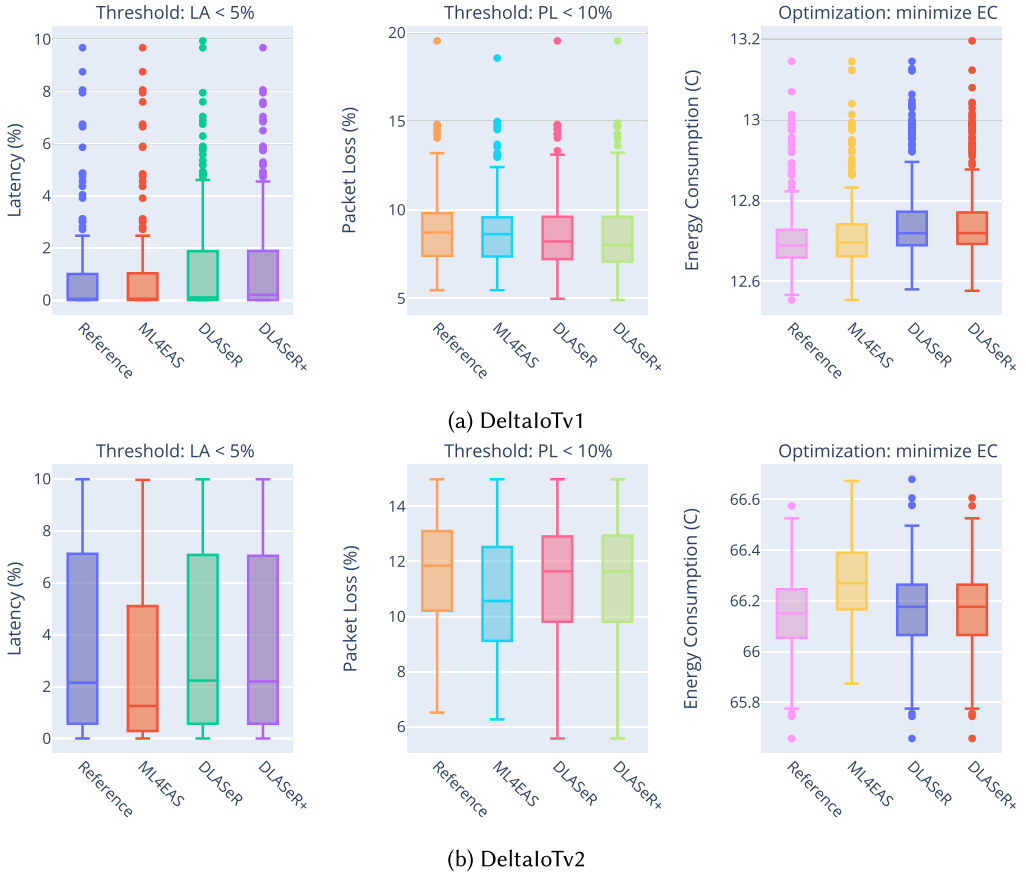 Threshold: LA < 5%
Threshold: PL < 10%
Optimization: minimize EC
Latency (%)
10
8
6
4
2
0
Reference
ML4EAS
DLASeR
DLASeR+
Packet Loss (%)
20
15
10
5
Reference
ML4EAS
DLASeR
DLASeR+
Energy Consumption (C)
13.2
13
12.8
12.6
Reference
ML4EAS
DLASeR
DLASeR+
(a) DeltaIoTv1
Threshold: LA < 5%
Threshold: PL < 10%
Optimization: minimize EC
Latency (%)
10
8
6
4
2
0
Reference
ML4EAS
DLASeR
DLASeR+
Packet Loss (%)
14
12
10
8
6
Reference
ML4EAS
DLASeR
DLASeR+
Energy Consumption (C)
66.6
66.4
66.2
66
65.8
Reference
ML4EAS
DLASeR
DLASeR+
(b) DeltaIoTv2